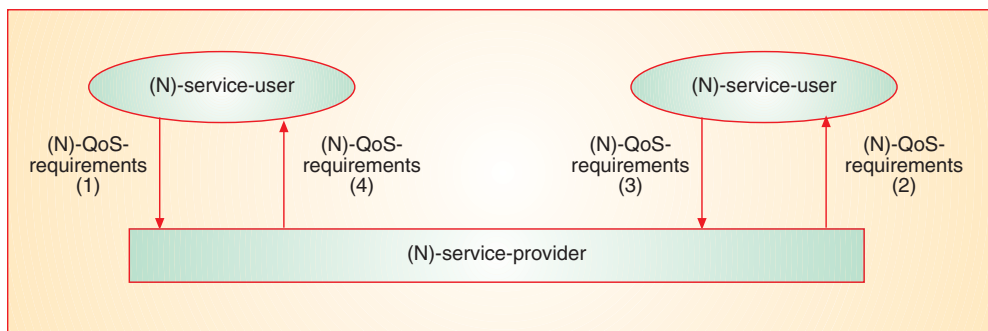 (N)-service-user
(N)-service-user
(N)-QoS-
requirements
(1)
(N)-QoS-
requirements
(4)
(N)-QoS-
requirements
(3)
(N)-QoS-
requirements
(2)
(N)-service-provider